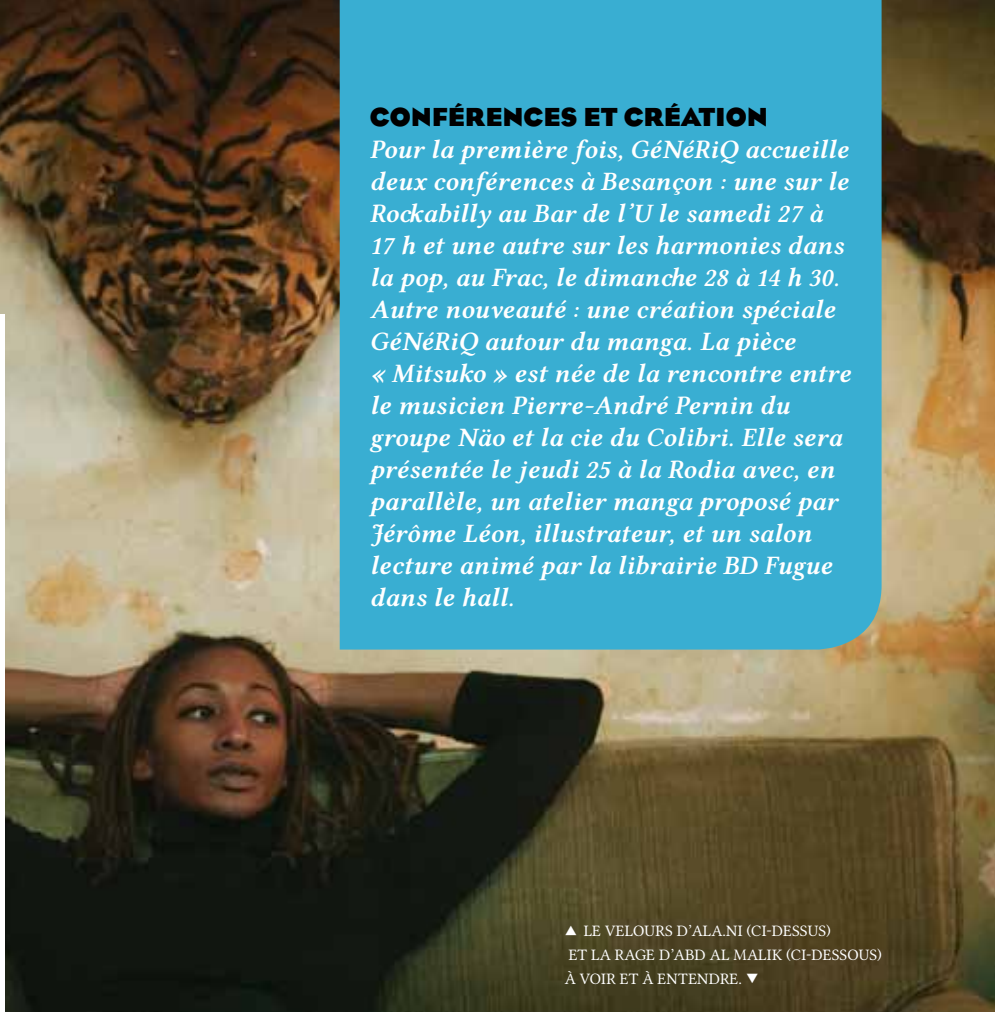 CONFÉRENCES ET CRÉATION
Pour la première fois, GéNéRiQ accueille
deux conférences à Besançon : une sur le
Rockabilly au Bar de l’U le samedi 27 à
17 h et une autre sur les harmonies dans
la pop, au Frac, le dimanche 28 à 14 h 30.
Autre nouveauté : une création spéciale
GéNéRiQ autour du manga. La pièce
« Mitsuko » est née de la rencontre entre
le musicien Pierre-André Pernin du
groupe Näo et la cie du Colibri. Elle sera
présentée le jeudi 25 à la Rodia avec, en
parallèle, un atelier manga proposé par
Jérôme Léon, illustrateur, et un salon
lecture animé par la librairie BD Fugue
dans le hall.
▲ LE VELOURS D’ALA.NI (CI-DESSUS)
ET LA RAGE D’ABD AL MALIK (CI-DESSOUS)
À VOIR ET À ENTENDRE. ▼